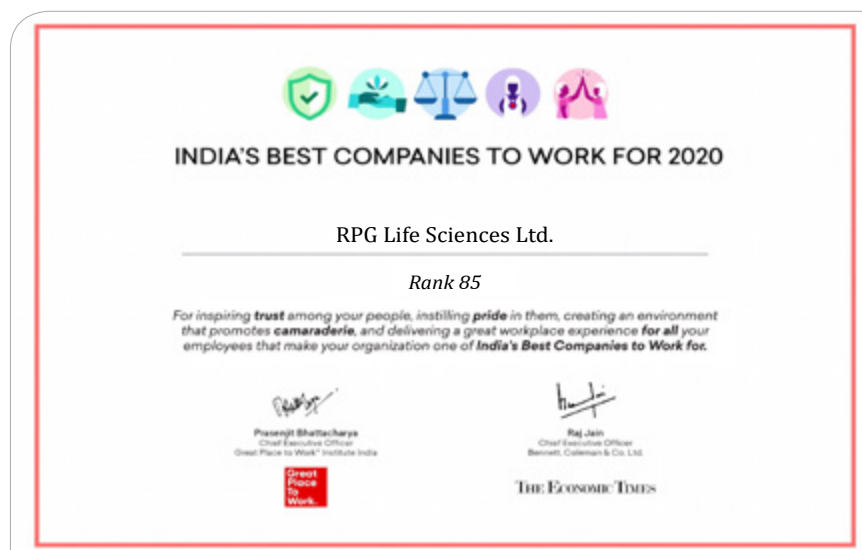 INDIA'S BEST COMPANIES TO WORK FOR 2020
RPG Life Sciences Ltd.
Rank 85
For inspiring trust among your people, instilling pride in them, creating an environment
that promotes camaraderie, and delivering a great workplace experience for all your
employees that make your organization one of India's Best Companies to Work for.
Prasenjit Bhattacharya
Chief Executive Officer
Great Place to Work® Institute India
Great
Place
To
Work.
Raj Jain
Chief Executive Officer
Bennett, Coleman & Co. Ltd.
THE ECONOMIC TIMES